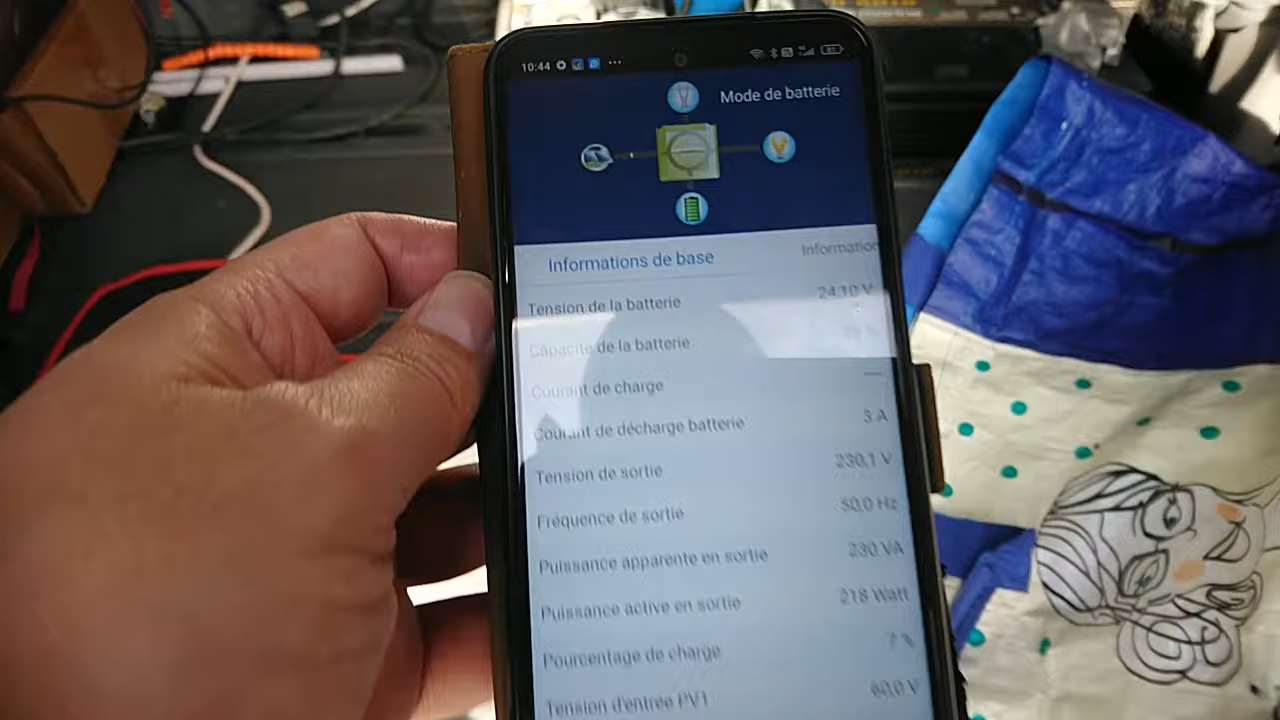 10:44
Mode de batterie
Informations de base Information
Tension de la batterie 24,10 V
Capacité de la batterie
Courant de charge —
Courant de décharge batterie 3 A
Tension de sortie 230,1 V
Fréquence de sortie 50,0 Hz
Puissance apparente en sortie 230 VA
Puissance active en sortie 218 Watt
Pourcentage de charge 7 %
Tension d'entrée PV1 60,0 V